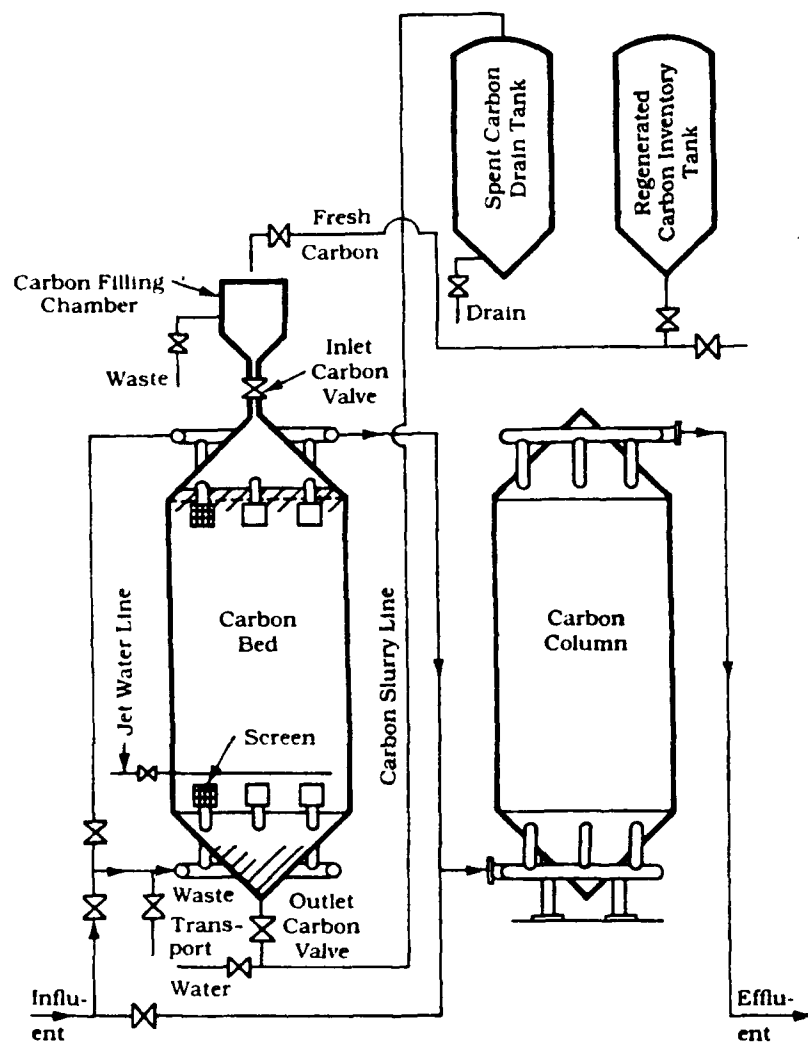 Spent Carbon
Drain Tank
Regenerated
Carbon Inventory
Tank
Fresh
Carbon
Carbon Filling
Chamber
Drain
Waste
Inlet
Carbon
Valve
Jet Water Line
Carbon
Bed
Carbon Slurry Line
Carbon
Column
Screen
Waste
Trans-
port
Outlet
Carbon
Valve
Water
Influ-
ent
Efflu-
ent